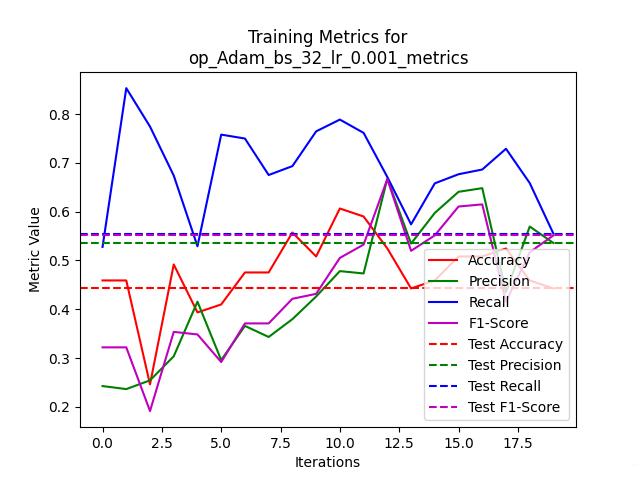 Training Metrics for
op_Adam_bs_32_lr_0.001_metrics
Metric Value
0.8
0.7
0.6
0.5
0.4
0.3
0.2
Accuracy
Precision
Recall
F1-Score
Test Accuracy
Test Precision
Test Recall
Test F1-Score
0.0 2.5 5.0 7.5 10.0 12.5 15.0 17.5
Iterations